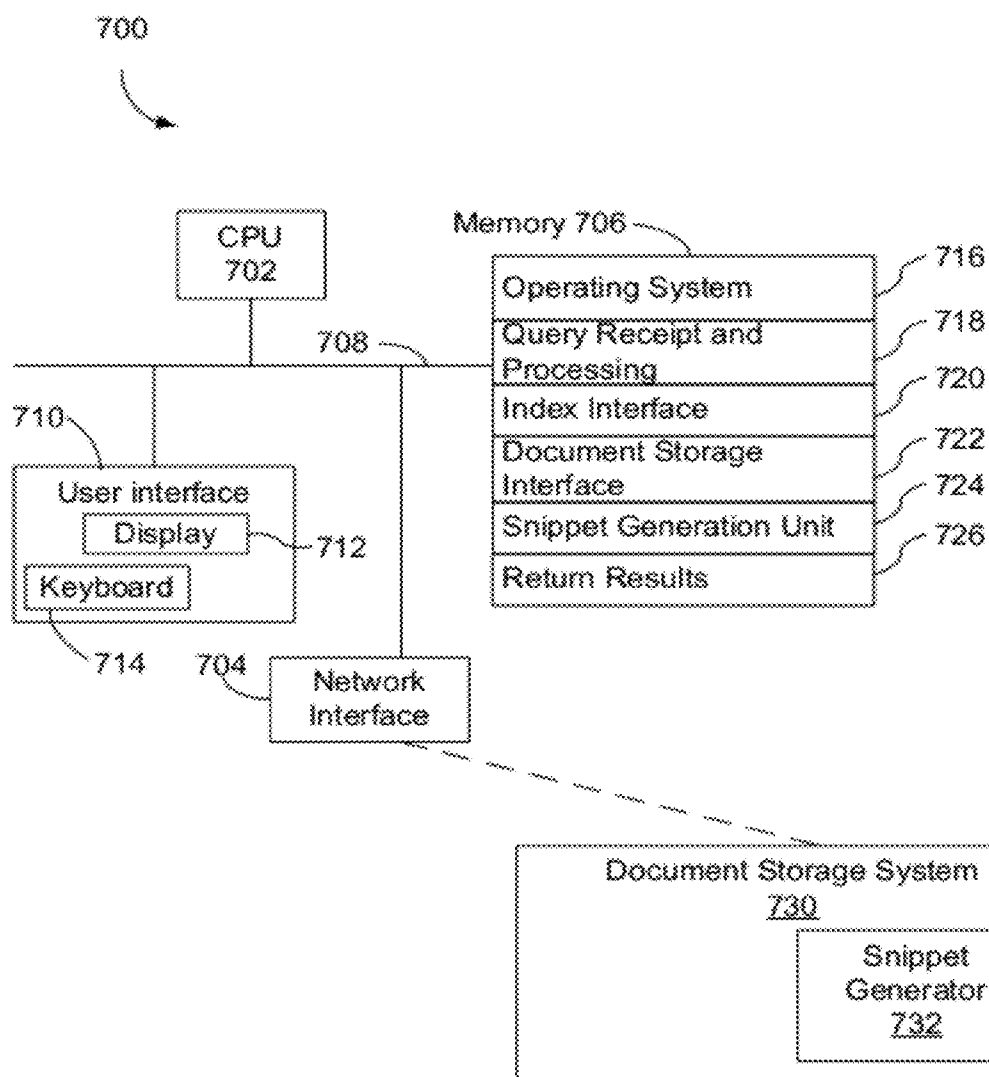 700
CPU
702
Memory 706
Operating System
716
Query Receipt and
Processing
718
708
Index Interface
720
710
Document Storage
Interface
722
User interface
Display
712
Snippet Generation Unit
724
Keyboard
714
Return Results
726
704
Network
Interface
Document Storage System
730
Snippet
Generator
732